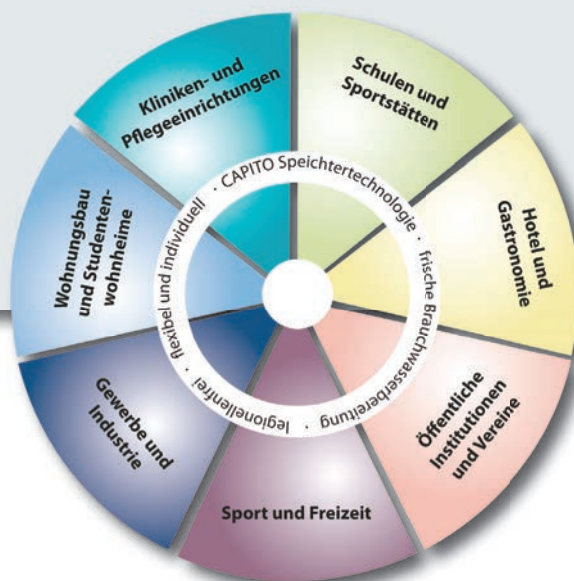 Kliniken- und
Pflegeeinrichtungen
Schulen und
Sportstätten
Hotel und
Gastronomie
Öffentliche
Institutionen
und Vereine
Sport und Freizeit
Gewerbe und
Industrie
Wohnungsbau
und Studenten-
wohnheime
· CAPITO Speichtertechnologie · frische Brauchwasserbereitung · legionellenfrei · flexibel und individuell